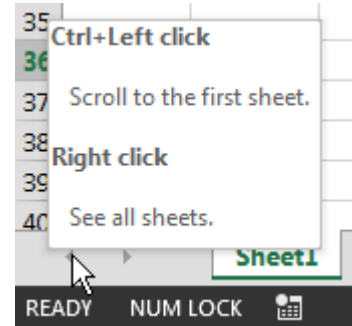 35
Ctrl+Left click
36
37
Scroll to the first sheet.
38
Right click
39
See all sheets.
40
Sheet1
READY NUM LOCK